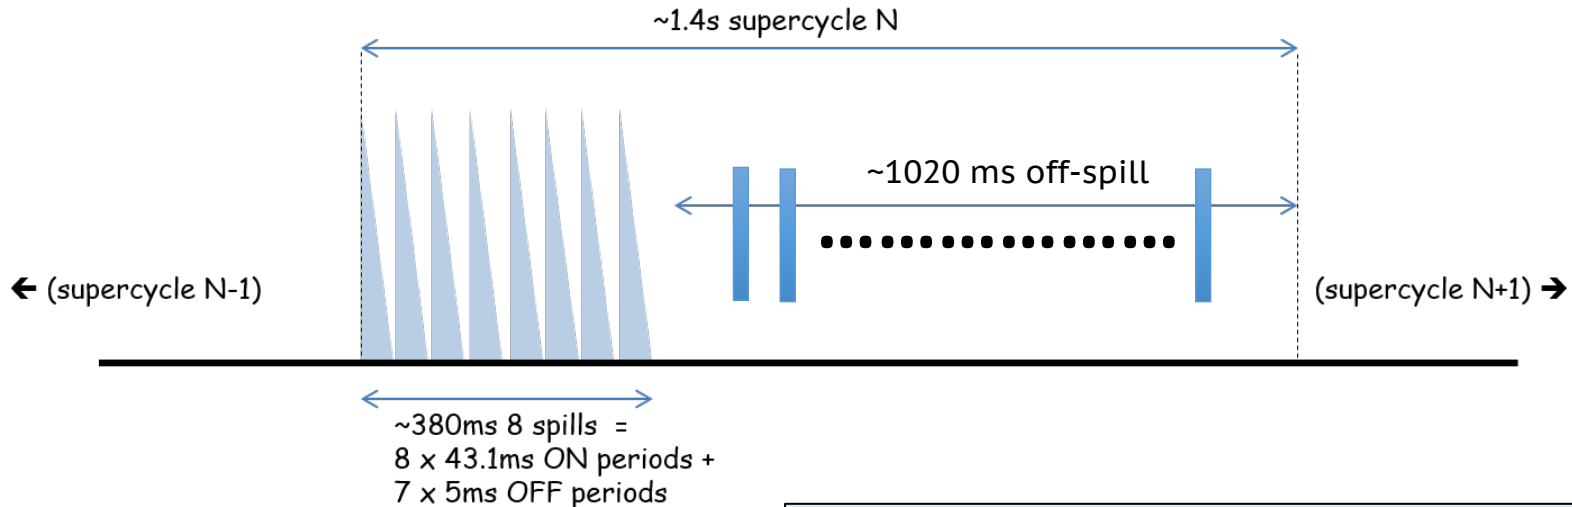 ~1.4s supercycle N
~1020 ms off-spill
← (supercycle N-1)
(supercycle N+1) →
~380ms 8 spills =
8 x 43.1ms ON periods +
7 x 5ms OFF periods